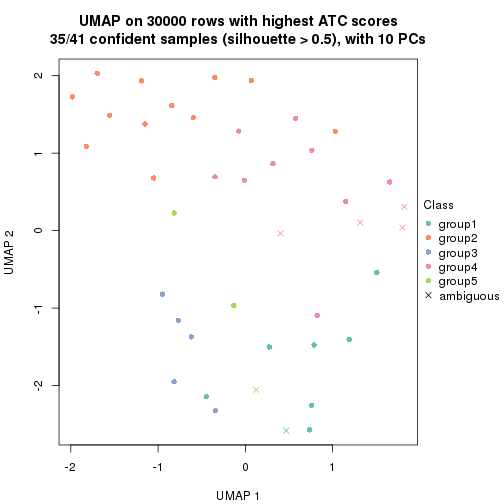 UMAP on 30000 rows with highest ATC scores
35/41 confident samples (silhouette > 0.5), with 10 PCs
2
1
0
-1
-2
UMAP 2
-2
-1
0
1
UMAP 1
Class
group1
group2
group3
group4
group5
ambiguous